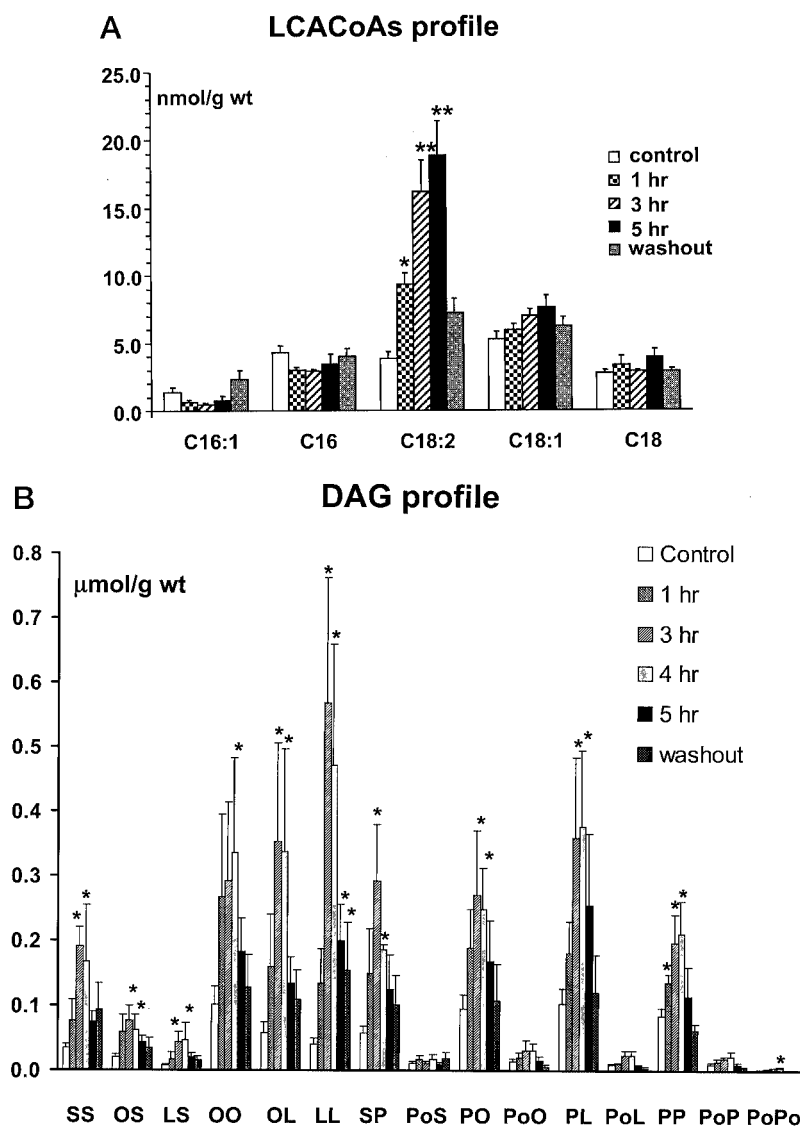 A
LCACoAs profile
25.0
nmol/g wt
20.0
15.0
10.0
5.0
0.0
**
**
*
control
1 hr
3 hr
5 hr
washout
C16:1 C16 C18:2 C18:1 C18
B
DAG profile
0.8
μmol/g wt
0.7
0.6
0.5
0.4
0.3
0.2
0.1
0.0
Control
1 hr
3 hr
4 hr
5 hr
washout
* * * * * * * * * * * * * * * * * * * * * * * *
SS OS LS OO OL LL SP PoS PO PoO PL PoL PP PoP PoPo